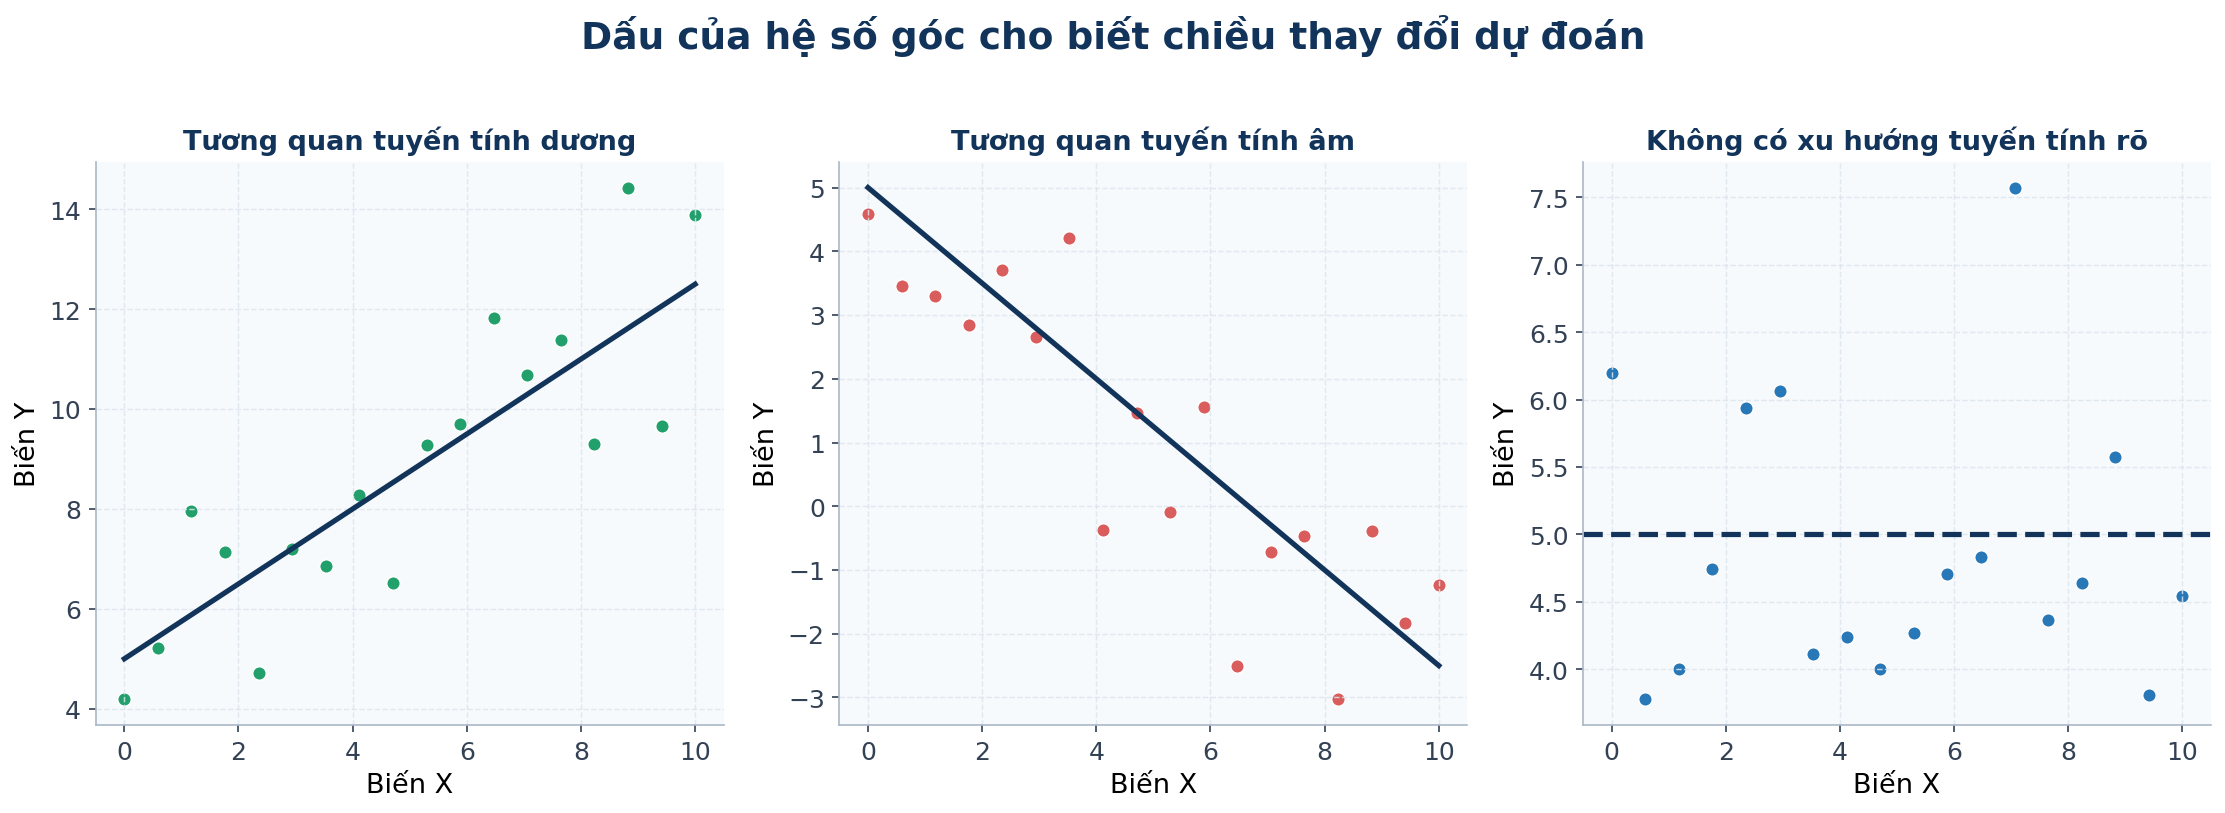 Dấu của hệ số góc cho biết chiều thay đổi dự đoán
Tương quan tuyến tính dương
14
12
10
8
6
4
Biến Y
0 2 4 6 8 10
Biến X
Tương quan tuyến tính âm
5
4
3
2
1
0
−1
−2
−3
Biến Y
0 2 4 6 8 10
Biến X
Không có xu hướng tuyến tính rõ
7.5
7.0
6.5
6.0
5.5
5.0
4.5
4.0
Biến Y
0 2 4 6 8 10
Biến X